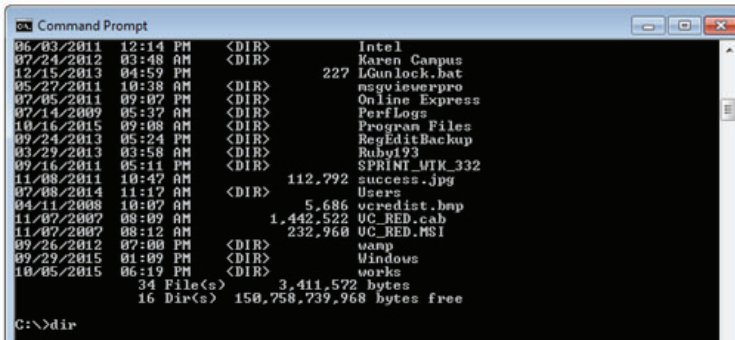 Command Prompt
06/03/2011 12:14 PM <DIR> Intel
07/24/2012 03:48 AM <DIR> Karen Campus
12/15/2013 04:59 PM 227 LGunlock.bat
05/27/2011 10:38 AM <DIR> msgviewerpro
07/05/2011 09:07 PM <DIR> Online Express
07/14/2009 05:37 AM <DIR> PerfLogs
10/16/2015 09:08 AM <DIR> Program Files
09/24/2013 05:24 PM <DIR> RegEditBackup
03/29/2013 03:58 AM <DIR> Ruby193
09/16/2011 05:11 PM <DIR> SPRINT_WTK_332
11/08/2011 10:47 AM 112,792 success.jpg
07/08/2014 11:17 AM <DIR> Users
04/11/2008 10:07 AM 5,686 vcredist.bmp
11/07/2007 08:09 AM 1,442,522 VC_RED.cab
11/07/2007 08:12 AM 232,960 VC_RED.MSI
09/26/2012 07:00 PM <DIR> wamp
09/29/2015 01:09 PM <DIR> Windows
10/05/2015 06:19 PM <DIR> works
34 File(s) 3,411,572 bytes
16 Dir(s) 150,758,739,968 bytes free
C:\>dir